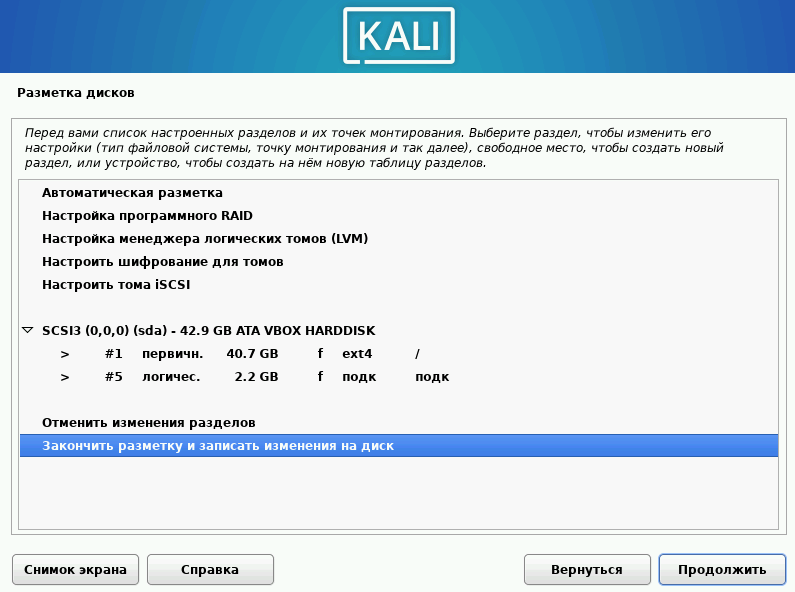 KALI
Разметка дисков
Перед вами список настроенных разделов и их точек монтирования. Выберите раздел, чтобы изменить его
настройки (тип файловой системы, точку монтирования и так далее), свободное место, чтобы создать новый
раздел, или устройство, чтобы создать на нём новую таблицу разделов.
Автоматическая разметка
Настройка программного RAID
Настройка менеджера логических томов (LVM)
Настроить шифрование для томов
Настроить тома iSCSI
SCSI3 (0,0,0) (sda) - 42.9 GB ATA VBOX HARDDISK
> #1 первичн. 40.7 GB f ext4 /
> #5 логичес. 2.2 GB f подк подк
Отменить изменения разделов
Закончить разметку и записать изменения на диск
Снимок экрана Справка Вернуться Продолжить